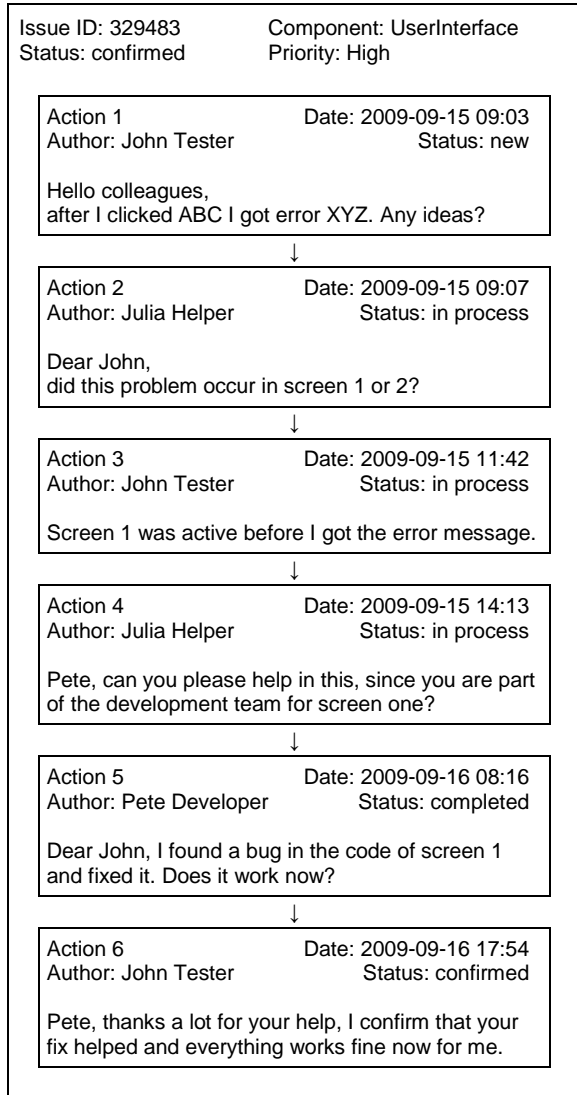 Issue ID: 329483 Component: UserInterface
Status: confirmed Priority: High
Action 1 Date: 2009-09-15 09:03
Author: John Tester Status: new
Hello colleagues,
after I clicked ABC I got error XYZ. Any ideas?
↓
Action 2 Date: 2009-09-15 09:07
Author: Julia Helper Status: in process
Dear John,
did this problem occur in screen 1 or 2?
↓
Action 3 Date: 2009-09-15 11:42
Author: John Tester Status: in process
Screen 1 was active before I got the error message.
↓
Action 4 Date: 2009-09-15 14:13
Author: Julia Helper Status: in process
Pete, can you please help in this, since you are part
of the development team for screen one?
↓
Action 5 Date: 2009-09-16 08:16
Author: Pete Developer Status: completed
Dear John, I found a bug in the code of screen 1
and fixed it. Does it work now?
↓
Action 6 Date: 2009-09-16 17:54
Author: John Tester Status: confirmed
Pete, thanks a lot for your help, I confirm that your
fix helped and everything works fine now for me.